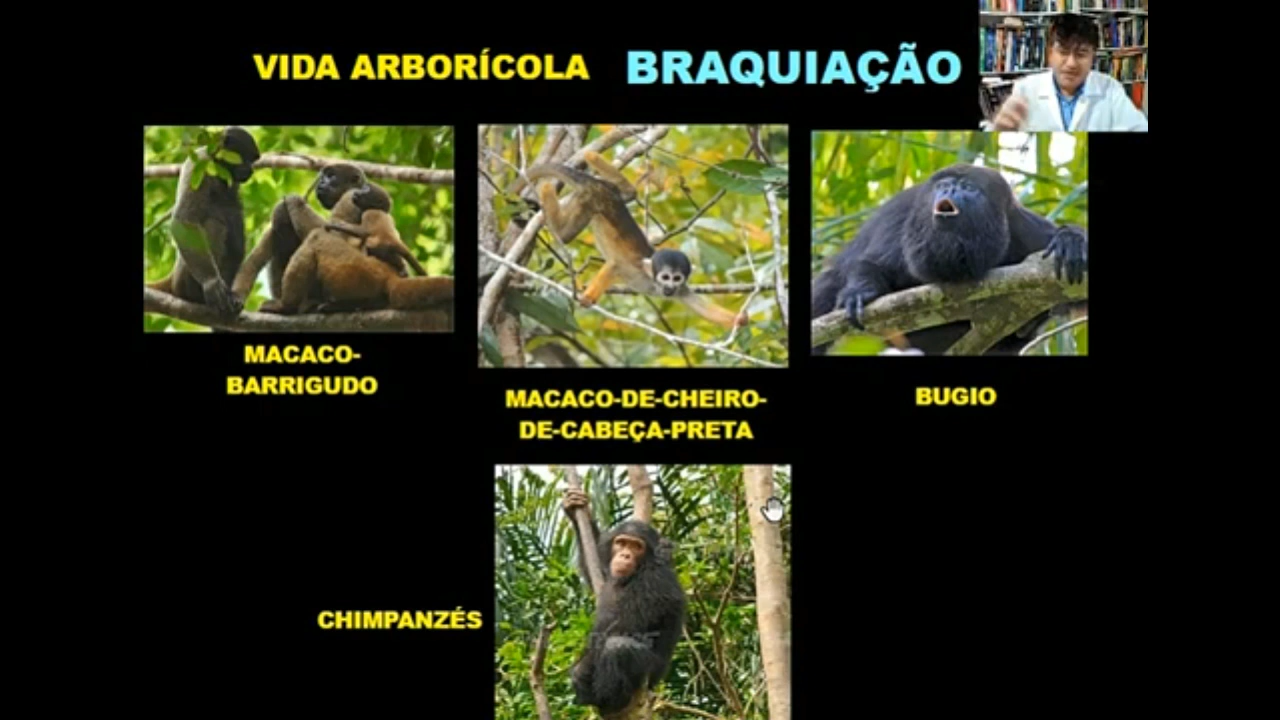 VIDA ARBORÍCOLA BRAQUIAÇÃO
MACACO-
BARRIGUDO
MACACO-DE-CHEIRO-
DE-CABEÇA-PRETA
BUGIO
CHIMPANZÉS